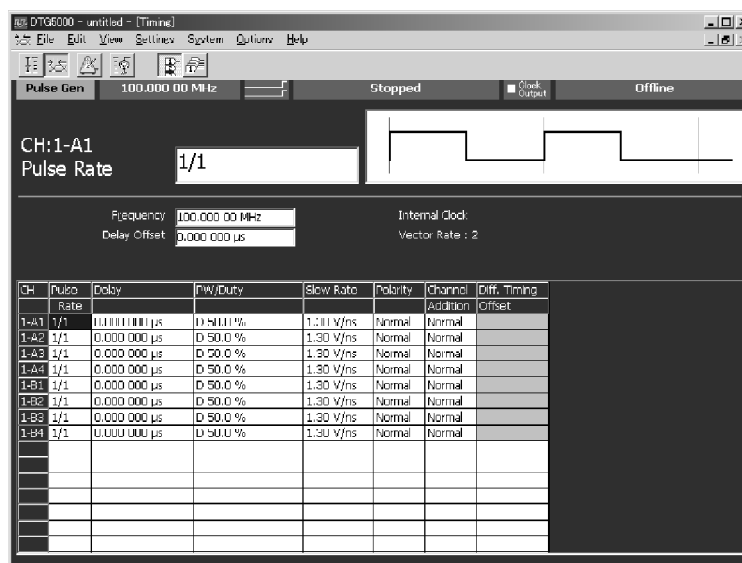 DTG5000 - untitled - [Timing]
File Edit View Settings System Options Help
Pulse Gen 100.000 00 MHz Stopped Clock Output Offline
CH:1-A1
Pulse Rate 1/1
Frequency 100.000 00 MHz Internal Clock
Delay Offset 0.000 000 µs Vector Rate : 2
CH Pulse Delay PW/Duty Slew Rate Polarity Channel Diff. Timing
Rate Addition Offset
1-A1 1/1 0.000 000 µs D 50.0 % 1.30 V/ns Normal Normal
1-A2 1/1 0.000 000 µs D 50.0 % 1.30 V/ns Normal Normal
1-A3 1/1 0.000 000 µs D 50.0 % 1.30 V/ns Normal Normal
1-A4 1/1 0.000 000 µs D 50.0 % 1.30 V/ns Normal Normal
1-B1 1/1 0.000 000 µs D 50.0 % 1.30 V/ns Normal Normal
1-B2 1/1 0.000 000 µs D 50.0 % 1.30 V/ns Normal Normal
1-B3 1/1 0.000 000 µs D 50.0 % 1.30 V/ns Normal Normal
1-B4 1/1 0.000 000 µs D 50.0 % 1.30 V/ns Normal Normal